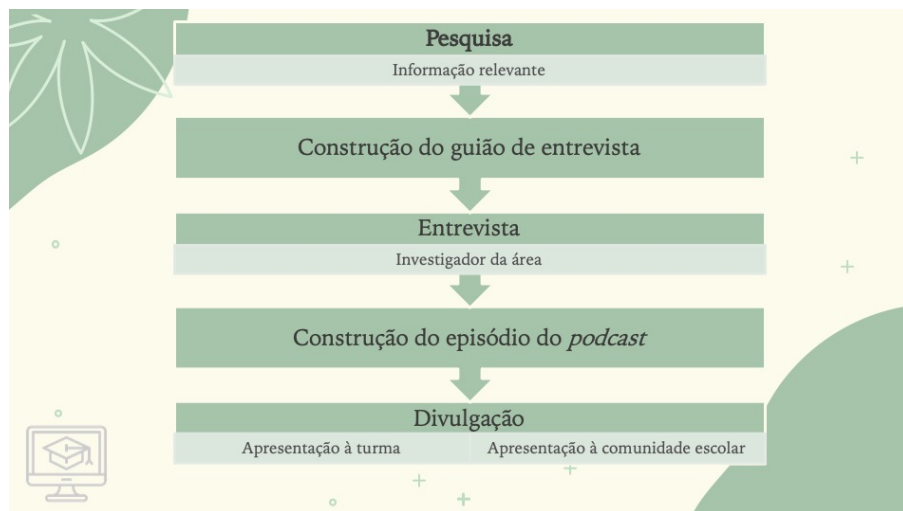 Pesquisa
Informação relevante
Construção do guião de entrevista
Entrevista
Investigador da área
Construção do episódio do podcast
Divulgação
Apresentação à turma
Apresentação à comunidade escolar